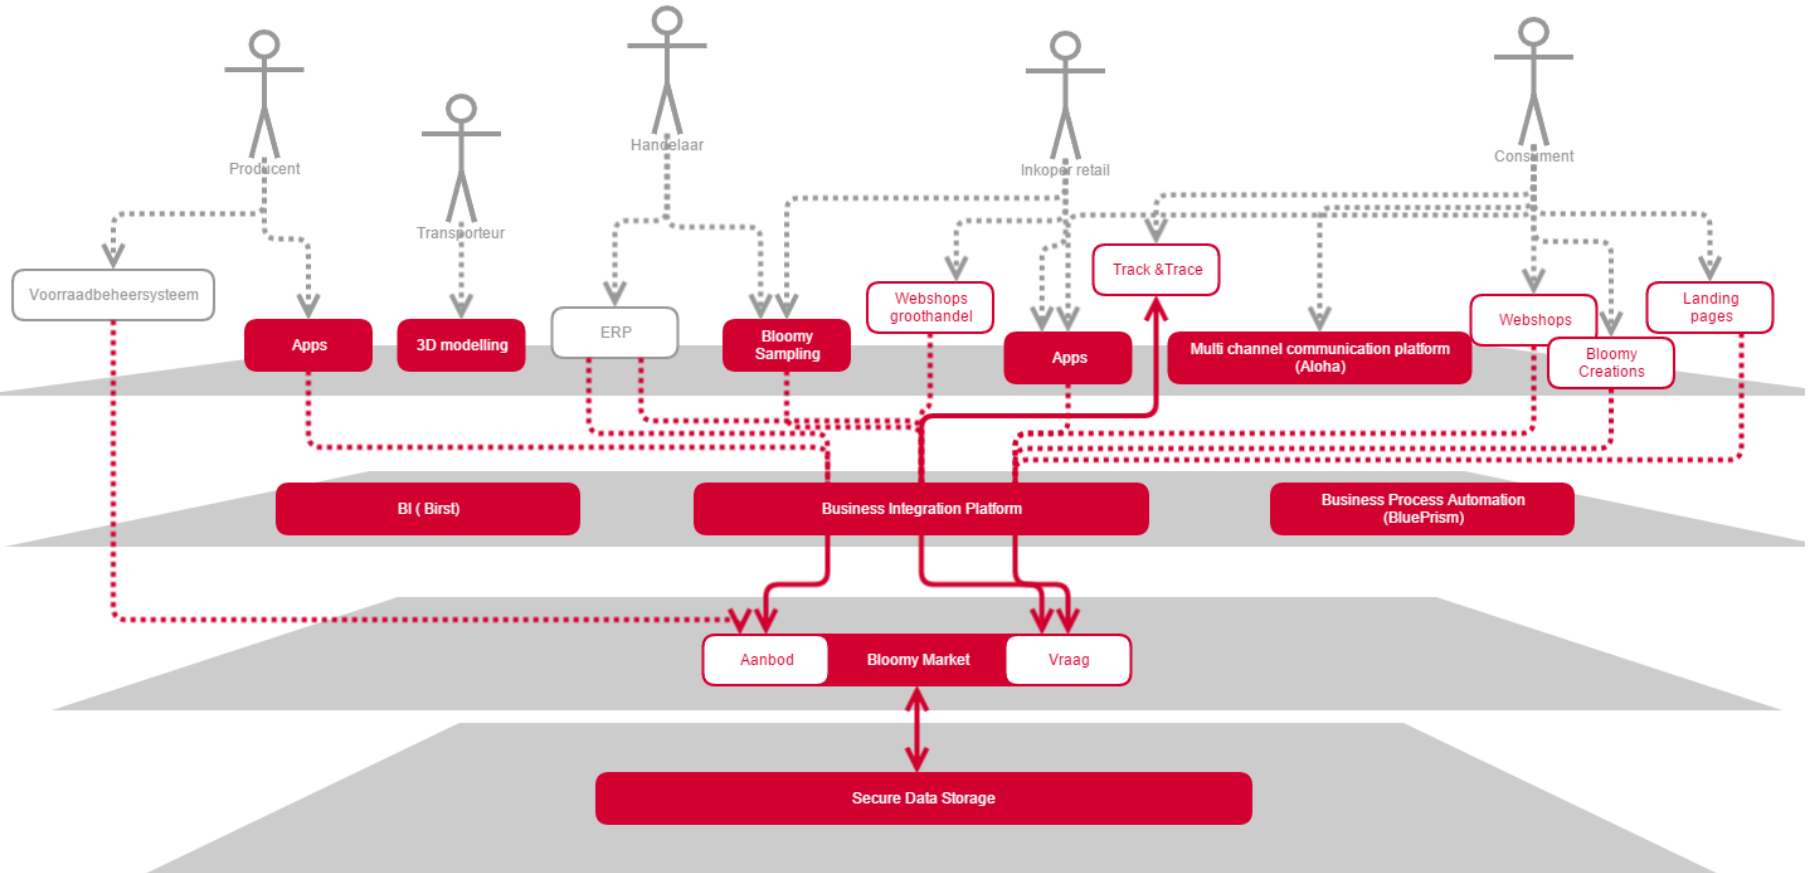 Handelaar
Consument
Producent
Inkoper retail
Transporteur
Track &Trace
Voorraadbeheersysteem
Webshops
groothandel
Landing
pages
Webshops
ERP
Apps
3D modelling
Bloomy
Sampling
Apps
Multi channel communication platform
(Aloha)
Bloomy
Creations
BI ( Birst)
Business Integration Platform
Business Process Automation
(BluePrism)
Aanbod
Bloomy Market
Vraag
Secure Data Storage